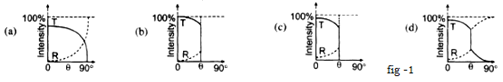 (a) 100% Intensity T R 0 θ 90°
(b) 100% Intensity T R 0 θ 90°
(c) 100% Intensity T R 0 θ 90°
(d) 100% Intensity T R 0 θ 90°
fig -1